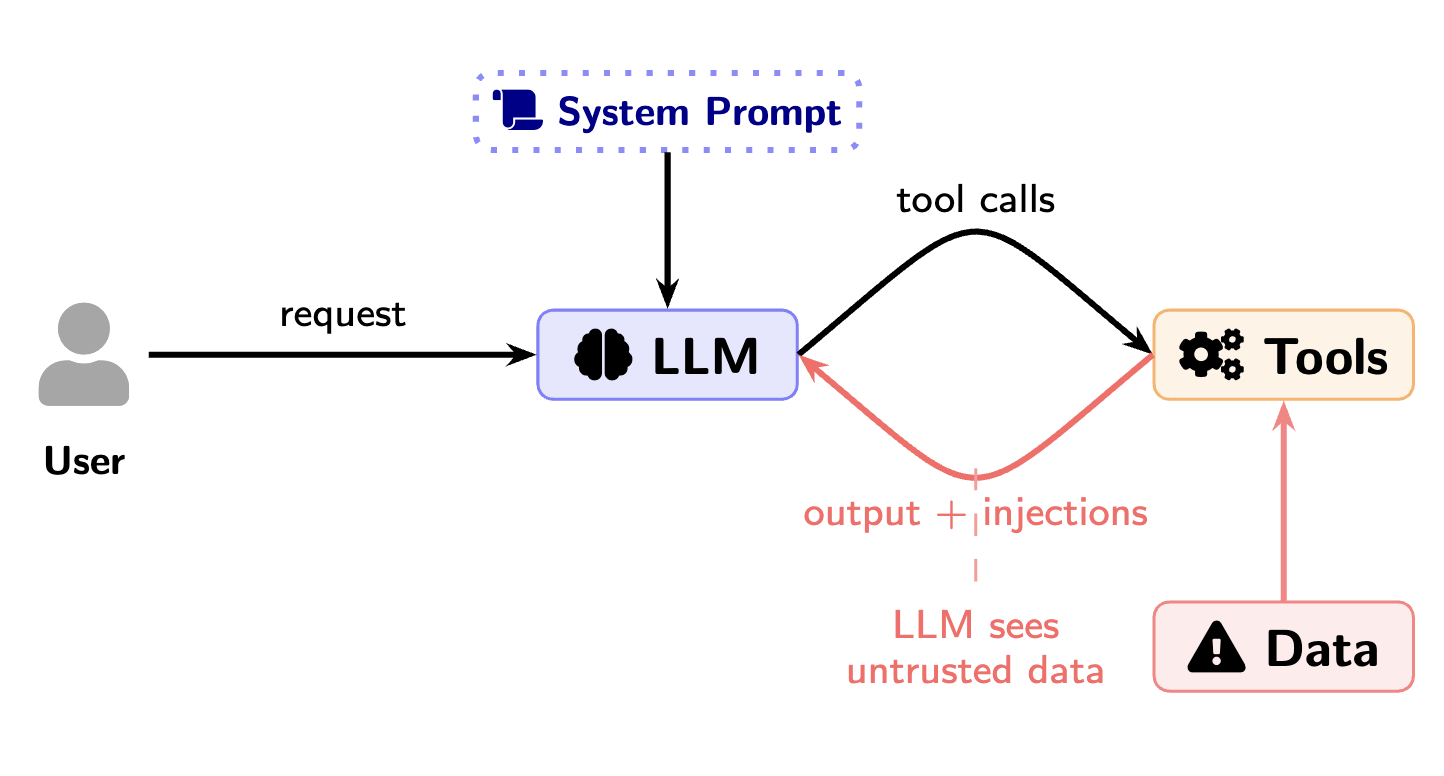 System Prompt
tool calls
request
LLM
Tools
User
output + injections
LLM sees
untrusted data
Data